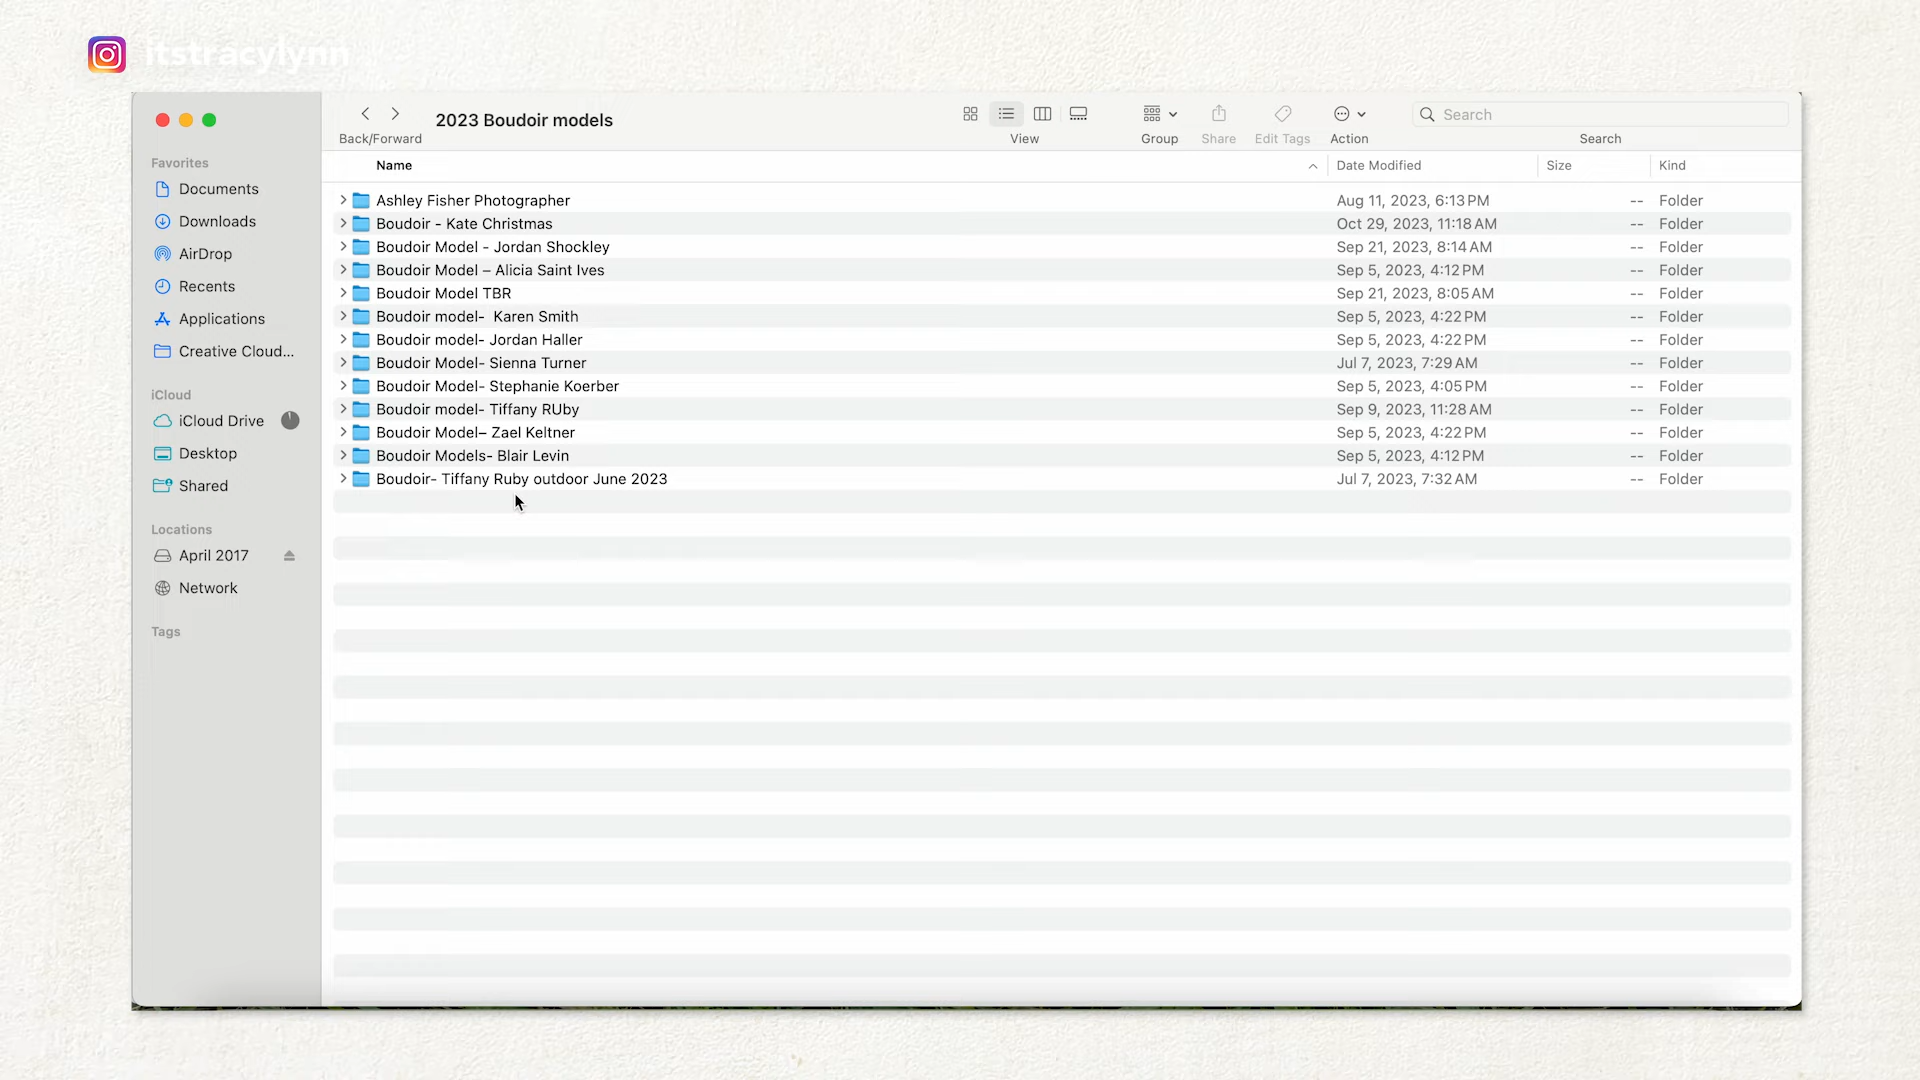 itstracylynn
2023 Boudoir models
Back/Forward
View
Group
Share
Edit Tags
Action
Search
Search
Name
Date Modified
Size
Kind
Favorites
Documents
Downloads
AirDrop
Recents
Applications
Creative Cloud...
iCloud
iCloud Drive
Desktop
Shared
Locations
April 2017
Network
Tags
Ashley Fisher Photographer Aug 11, 2023, 6:13 PM -- Folder
Boudoir - Kate Christmas Oct 29, 2023, 11:18 AM -- Folder
Boudoir Model - Jordan Shockley Sep 21, 2023, 8:14 AM -- Folder
Boudoir Model – Alicia Saint Ives Sep 5, 2023, 4:12 PM -- Folder
Boudoir Model TBR Sep 21, 2023, 8:05 AM -- Folder
Boudoir model-  Karen Smith Sep 5, 2023, 4:22 PM -- Folder
Boudoir model- Jordan Haller Sep 5, 2023, 4:22 PM -- Folder
Boudoir Model- Sienna Turner Jul 7, 2023, 7:29 AM -- Folder
Boudoir Model- Stephanie Koerber Sep 5, 2023, 4:05 PM -- Folder
Boudoir model- Tiffany RUby Sep 9, 2023, 11:28 AM -- Folder
Boudoir Model– Zael Keltner Sep 5, 2023, 4:22 PM -- Folder
Boudoir Models- Blair Levin Sep 5, 2023, 4:12 PM -- Folder
Boudoir- Tiffany Ruby outdoor June 2023 Jul 7, 2023, 7:32 AM -- Folder